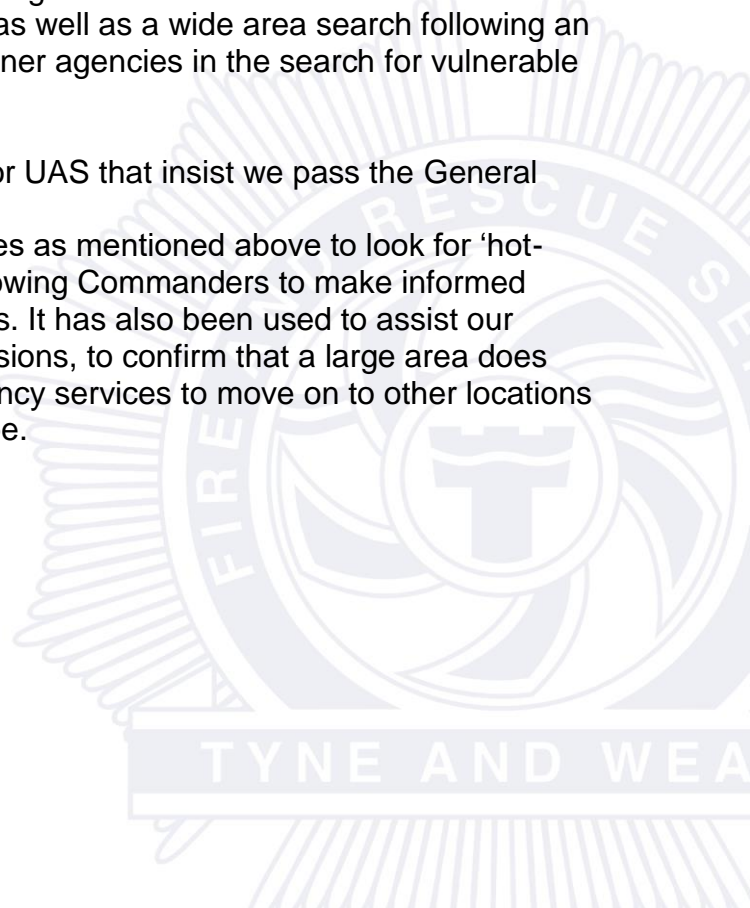 as well as a wide area search following an
ner agencies in the search for vulnerable
or UAS that insist we pass the General
es as mentioned above to look for ‘hot-
owing Commanders to make informed
s. It has also been used to assist our
sions, to confirm that a large area does
ncy services to move on to other locations
e.
FIRE AND RESCUE SE
TYNE AND WEA